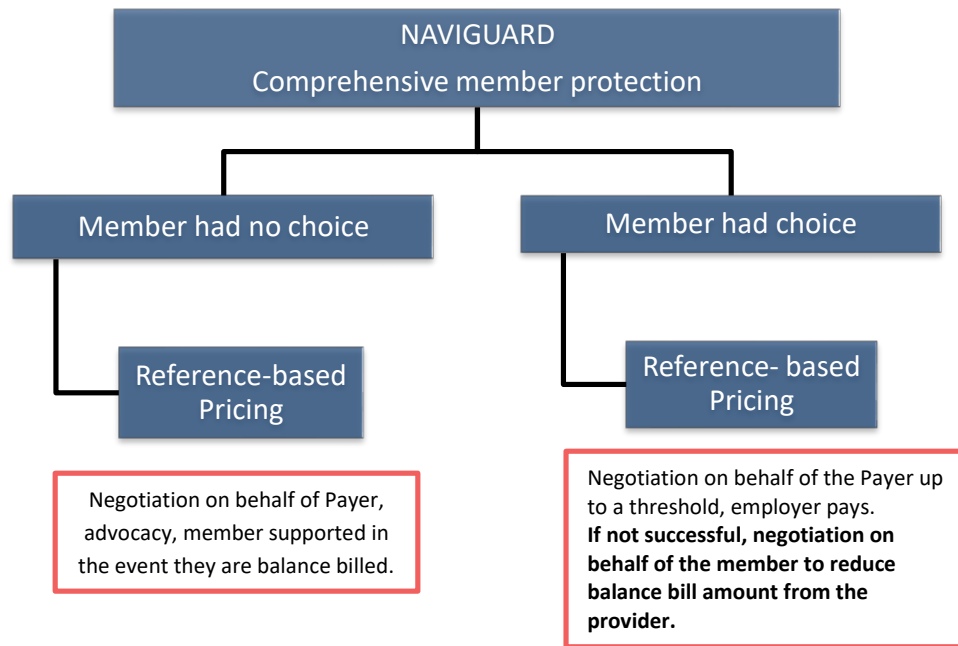 NAVIGUARD
Comprehensive member protection
Member had no choice
Member had choice
Reference-based
Pricing
Reference- based
Pricing
Negotiation on behalf of Payer,
advocacy, member supported in
the event they are balance billed.
Negotiation on behalf of the Payer up
to a threshold, employer pays.
If not successful, negotiation on
behalf of the member to reduce
balance bill amount from the
provider.